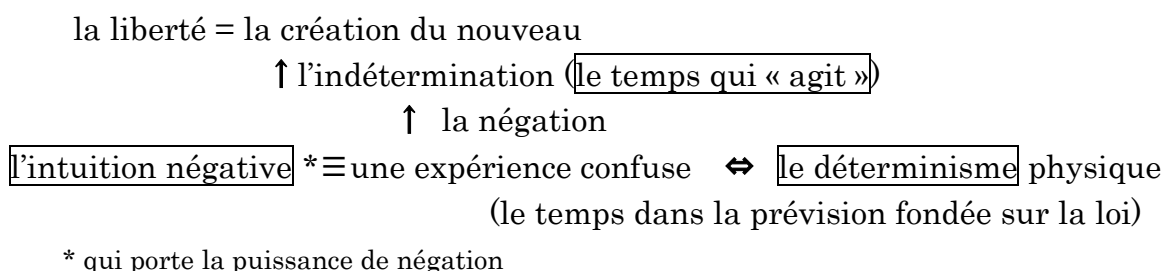 la liberté = la création du nouveau
↑ l’indétermination (le temps qui « agit »)
↑ la négation
l’intuition négative *≡une expérience confuse ⇔ le déterminisme physique
(le temps dans la prévision fondée sur la loi)
* qui porte la puissance de négation